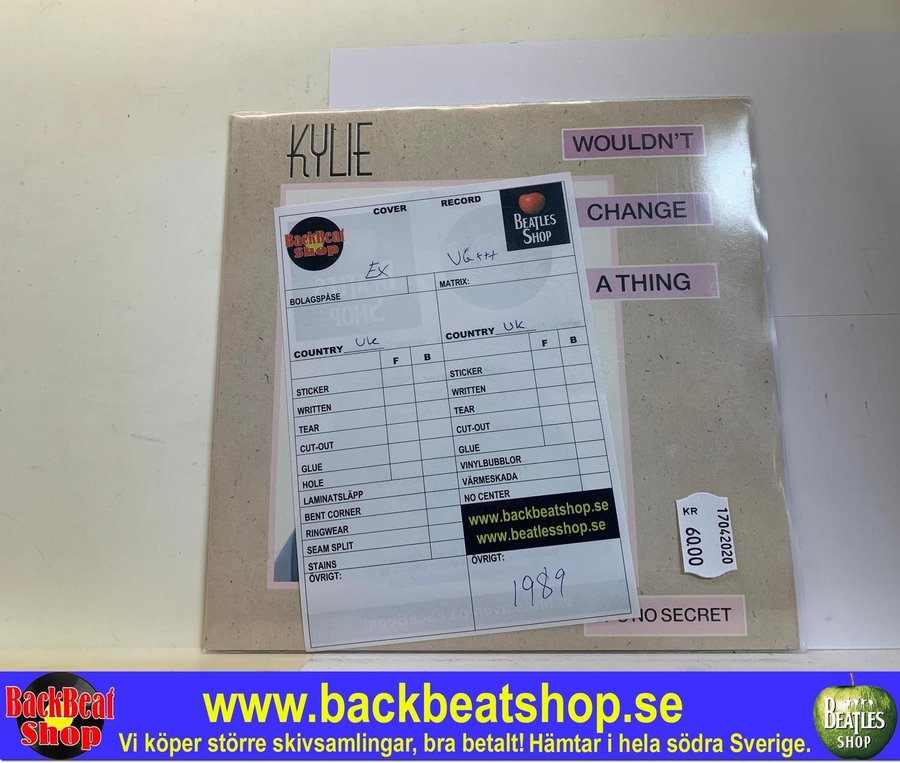 KYLIE
WOULDN'T
CHANGE
A THING
COVER RECORD
BackBeat
Shop
BEATLES
SHOP
Ex VG+++
BOLAGSPÅSE MATRIX:
COUNTRY UK COUNTRY UK
F B F B
STICKER STICKER
WRITTEN WRITTEN
TEAR TEAR
CUT-OUT CUT-OUT
GLUE GLUE
HOLE VINYLBUBBLOR
LAMINATSLÄPP VÄRMESKADA
BENT CORNER NO CENTER
RINGWEAR
SEAM SPLIT
STAINS
www.backbeatshop.se
www.beatlesshop.se
ÖVRIGT: ÖVRIGT:
1989
17042020
KR 60,00
NO SECRET
BackBeat
Shop
www.backbeatshop.se
Vi köper större skivsamlingar, bra betalt! Hämtar i hela södra Sverige.
BEATLES
SHOP